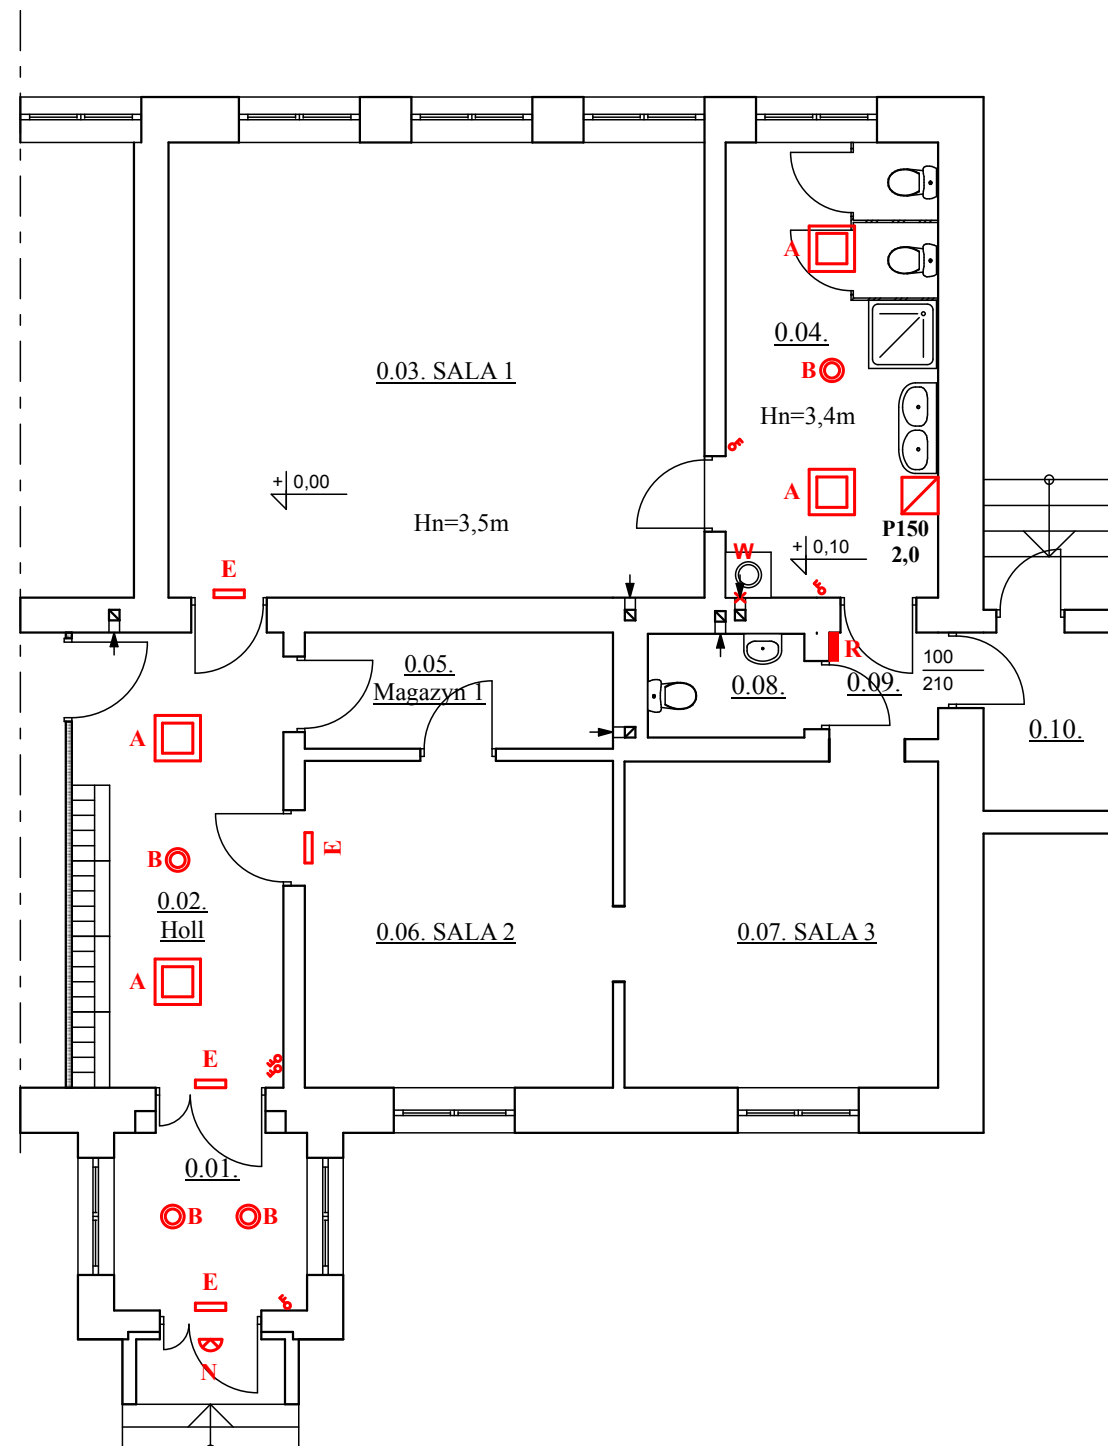 A
0.04.
0.03. SALA 1
B
Hn=3,4m
+ 0,00
A
Hn=3,5m
P150
2,0
W
+ 0,10
E
x
R
0.05.
Magazyn 1
0.08.
0.09.
100
210
A
0.10.
E
B
0.02.
Holl
0.06. SALA 2
0.07. SALA 3
A
E
0.01.
B
B
E
N